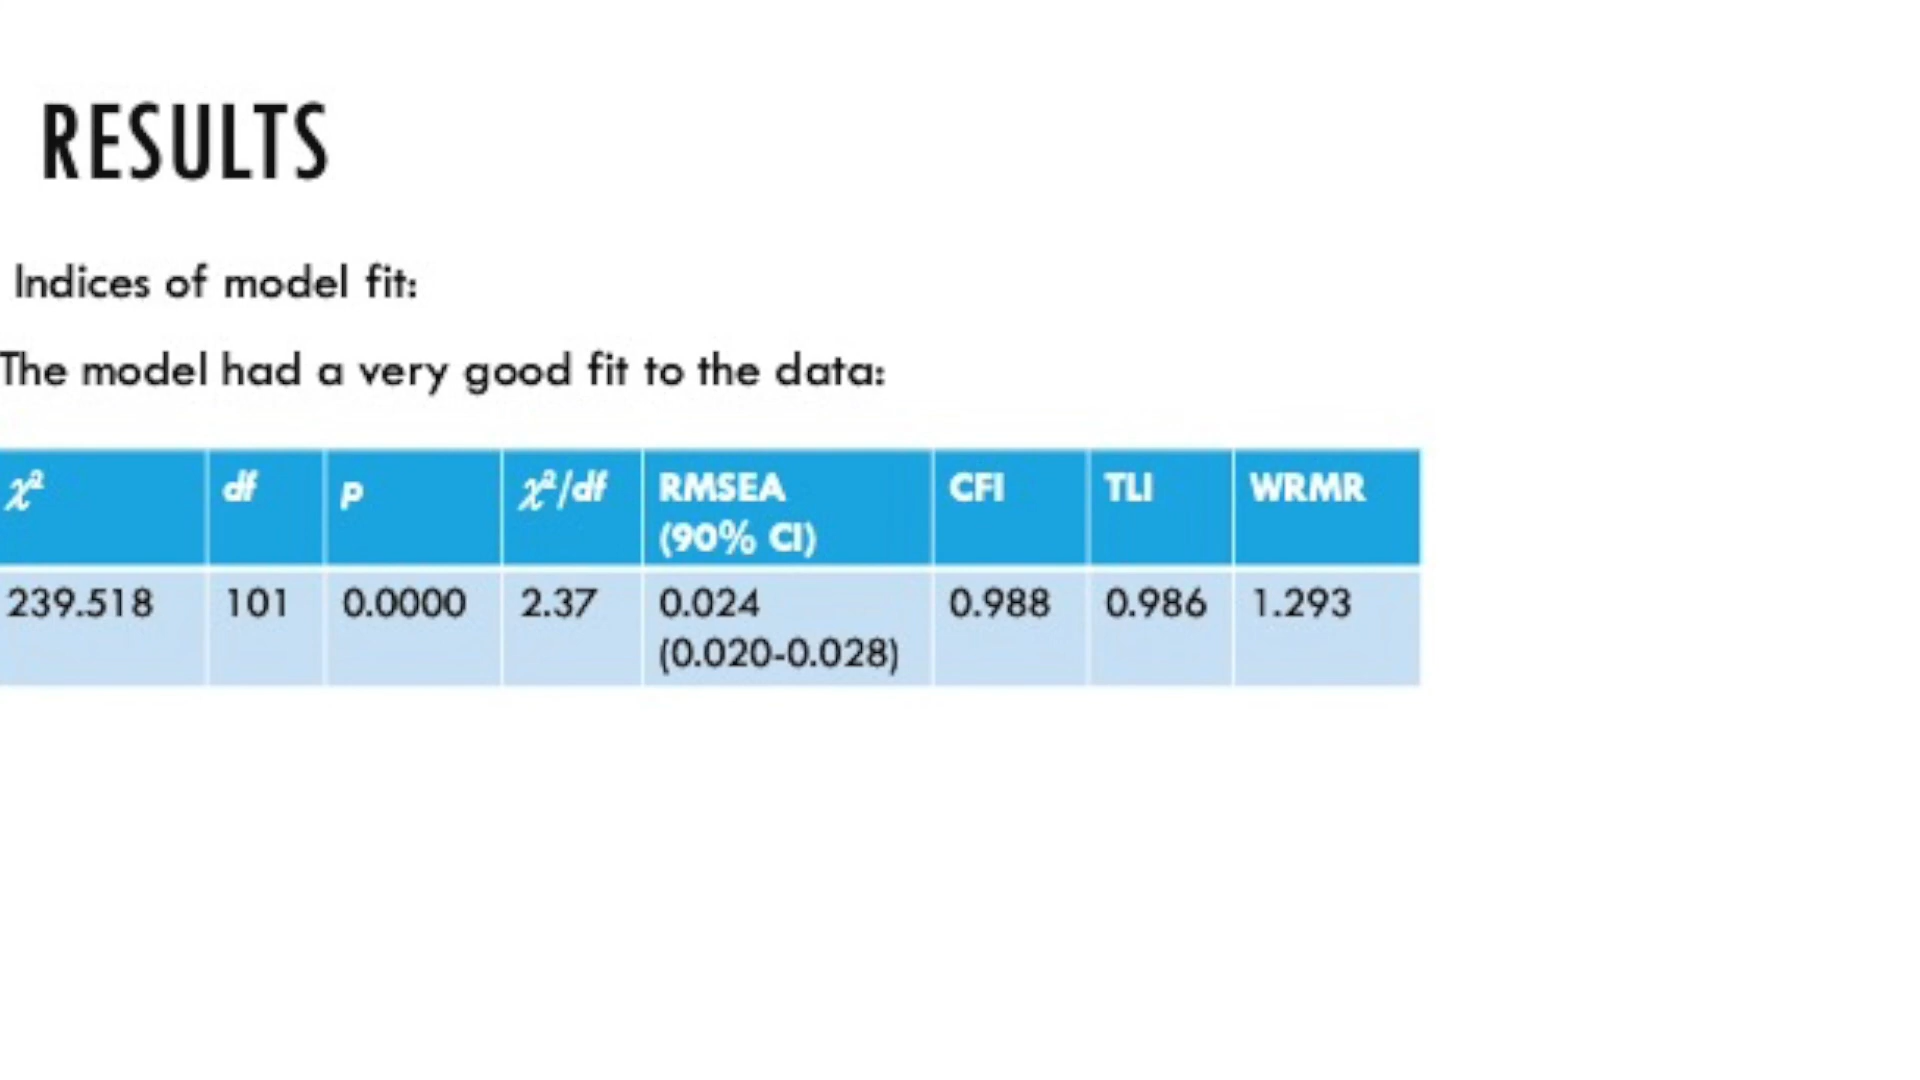 RESULTS
Indices of model fit:
The model had a very good fit to the data:
χ² df p χ²/df RMSEA CFI TLI WRMR
(90% CI)
239.518 101 0.0000 2.37 0.024 0.988 0.986 1.293
(0.020-0.028)